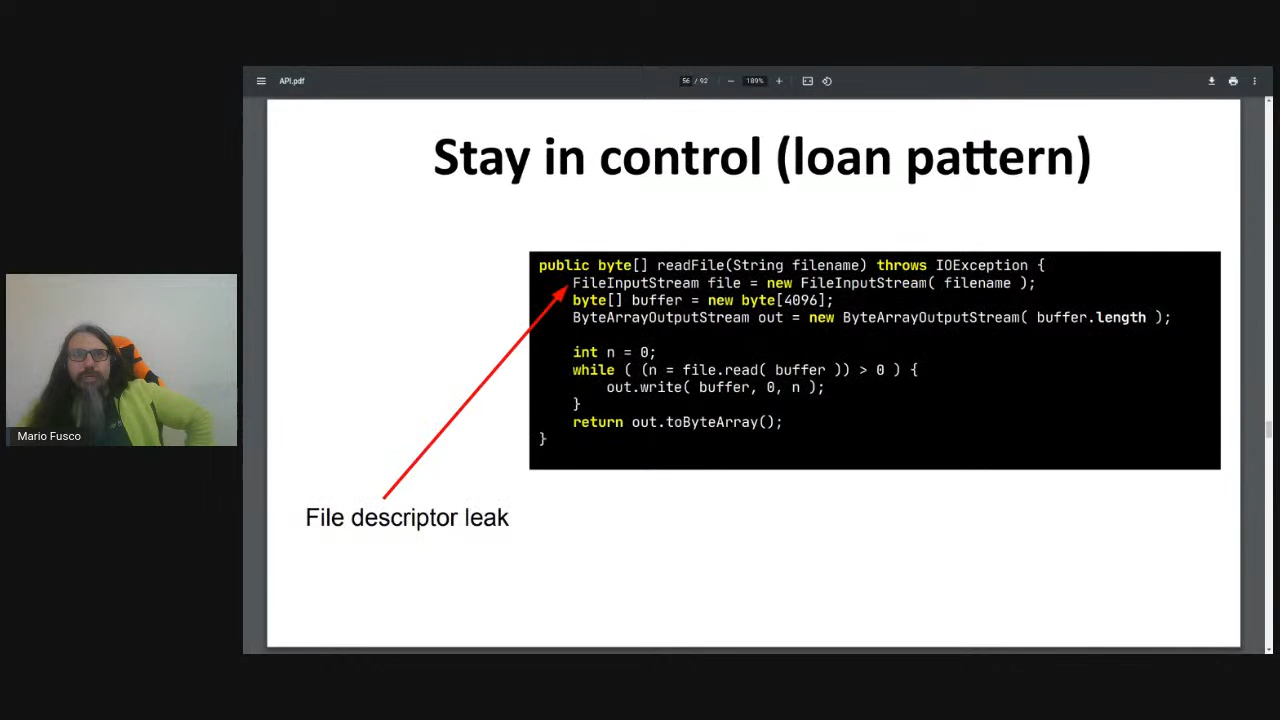 API.pdf
56 / 92
189%
Stay in control (loan pattern)
public byte[] readFile(String filename) throws IOException {
FileInputStream file = new FileInputStream( filename );
byte[] buffer = new byte[4096];
ByteArrayOutputStream out = new ByteArrayOutputStream( buffer.length );
int n = 0;
while ( (n = file.read( buffer )) > 0 ) {
out.write( buffer, 0, n );
}
return out.toByteArray();
}
Mario Fusco
File descriptor leak